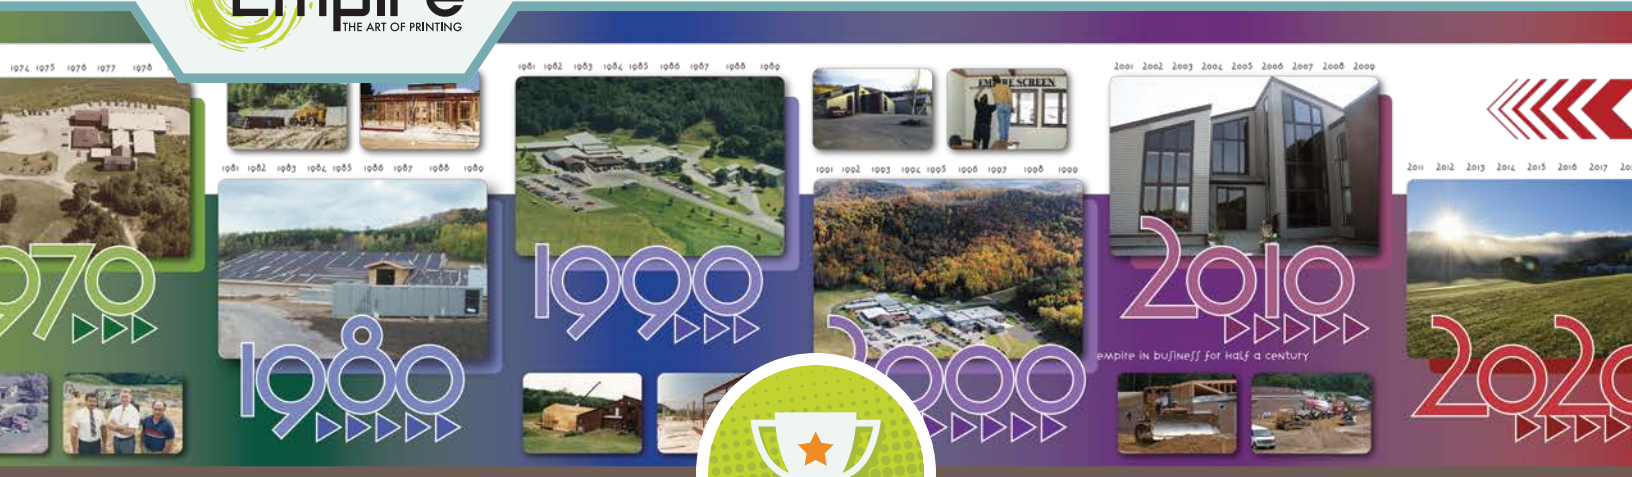 Empire
THE ART OF PRINTING
1974 1975 1976 1977 1978
1981 1982 1983 1984 1985 1986 1987 1988 1989
1981 1982 1983 1984 1985 1986 1987 1988 1989
EMPIRE SCREEN
1991 1992 1993 1994 1995 1996 1997 1998 1999
2001 2002 2003 2004 2005 2006 2007 2008 2009
2011 2012 2013 2014 2015 2016 2017
1970
1980
1990
2000
2010
empire in business for half a century
2020